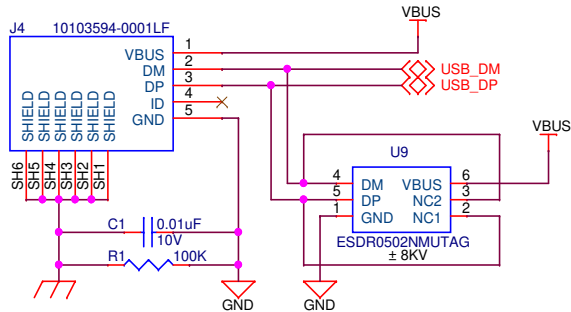 J4 10103594-0001LF
VBUS
VBUS 1
DM 2
DP 3
ID 4
GND 5
USB_DM
USB_DP
SHIELD SHIELD SHIELD SHIELD SHIELD SHIELD
SH6 SH5 SH4 SH3 SH2 SH1
U9
VBUS
4 DM VBUS 6
5 DP NC2 3
1 GND NC1 2
ESDR0502NMUTAG
± 8KV
C1 0.01uF
10V
R1 100K
GND
GND